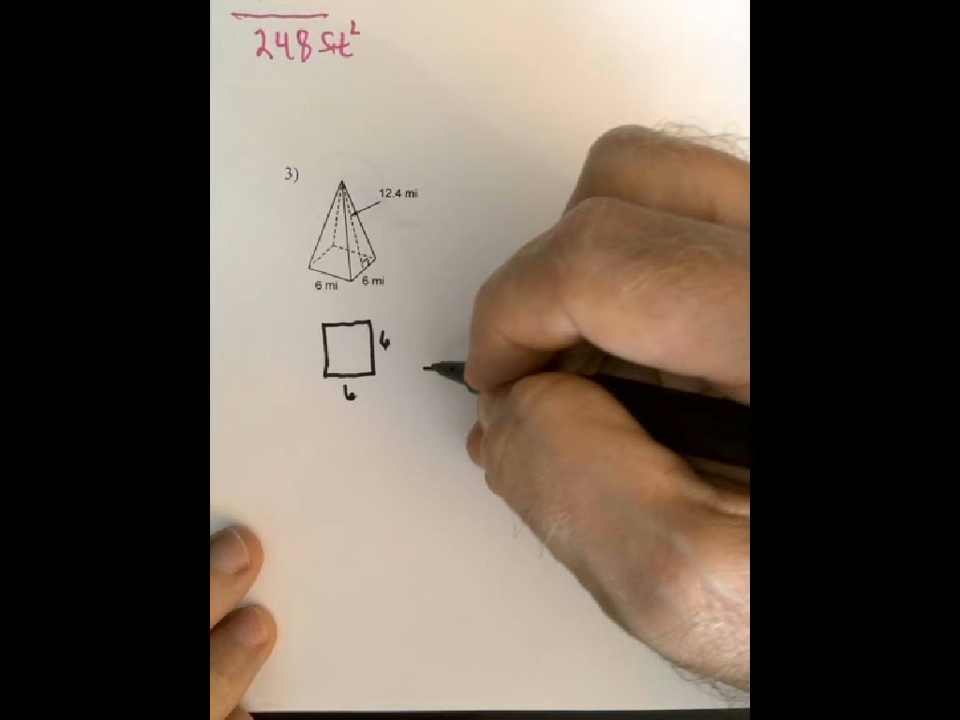 248 ft²
3)
12.4 mi
6 mi 6 mi
6
6